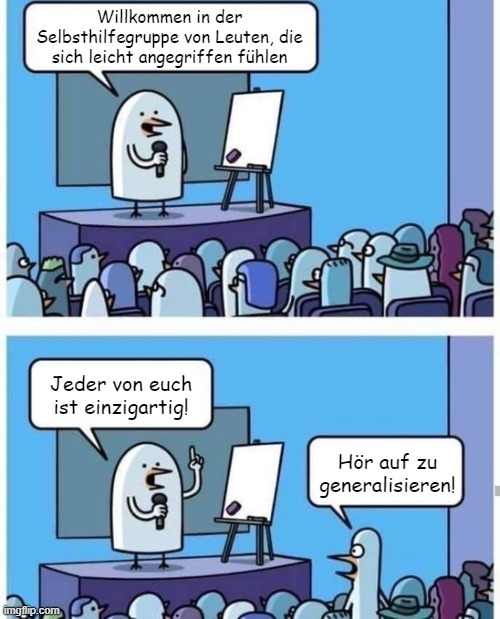 Willkommen in der
Selbsthilfegruppe von Leuten, die
sich leicht angegriffen fühlen
Jeder von euch
ist einzigartig!
Hör auf zu
generalisieren!
imgflip.com